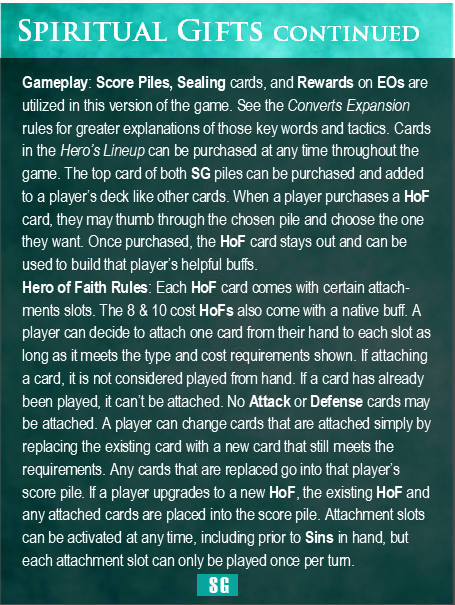 Spiritual Gifts continued
Gameplay: Score Piles, Sealing cards, and Rewards on EOs are
utilized in this version of the game. See the Converts Expansion
rules for greater explanations of those key words and tactics. Cards
in the Hero's Lineup can be purchased at any time throughout the
game. The top card of both SG piles can be purchased and added
to a player's deck like other cards. When a player purchases a HoF
card, they may thumb through the chosen pile and choose the one
they want. Once purchased, the HoF card stays out and can be
used to build that player's helpful buffs.
Hero of Faith Rules: Each HoF card comes with certain attach-
ments slots. The 8 & 10 cost HoFs also come with a native buff. A
player can decide to attach one card from their hand to each slot as
long as it meets the type and cost requirements shown. If attaching
a card, it is not considered played from hand. If a card has already
been played, it can't be attached. No Attack or Defense cards may
be attached. A player can change cards that are attached simply by
replacing the existing card with a new card that still meets the
requirements. Any cards that are replaced go into that player's
score pile. If a player upgrades to a new HoF, the existing HoF and
any attached cards are placed into the score pile. Attachment slots
can be activated at any time, including prior to Sins in hand, but
each attachment slot can only be played once per turn.
SG